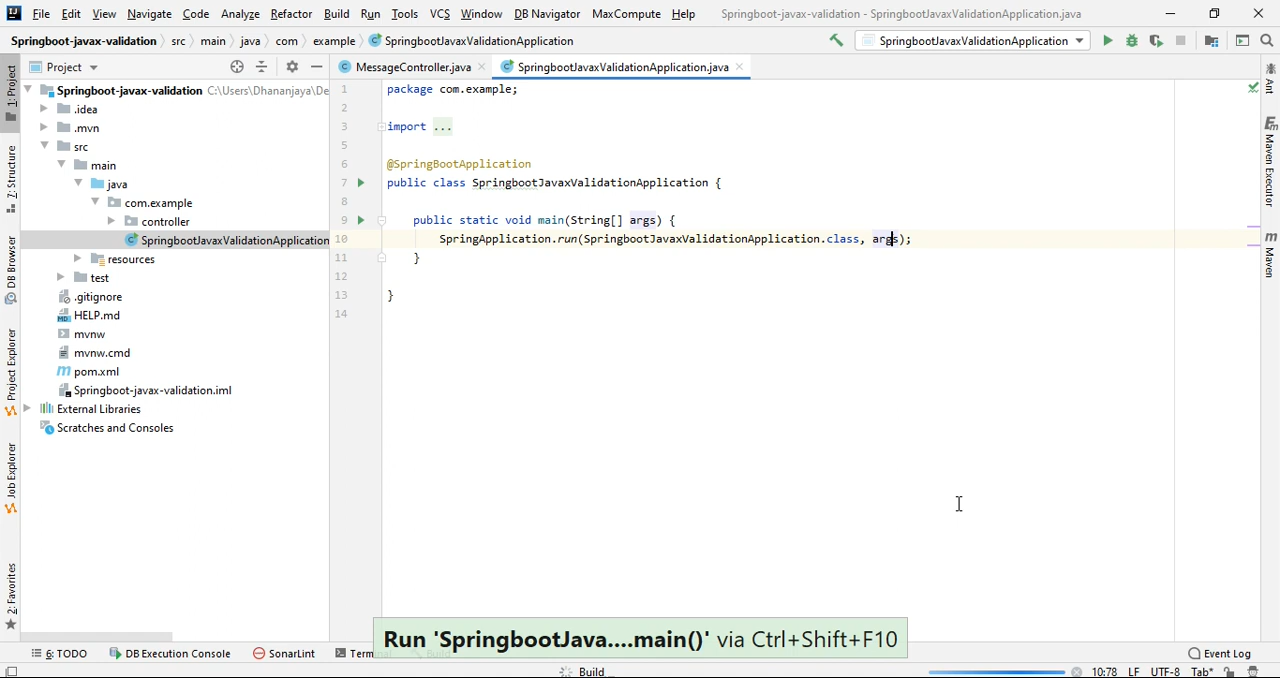 File Edit View Navigate Code Analyze Refactor Build Run Tools VCS Window DB Navigator MaxCompute Help Springboot-javax-validation - SpringbootJavaxValidationApplication.java
Springboot-javax-validation src main java com example SpringbootJavaxValidationApplication SpringbootJavaxValidationApplication
Project MessageController.java SpringbootJavaxValidationApplication.java
1: Project
Z: Structure
DB Browser
Project Explorer
Job Explorer
2: Favorites
Springboot-javax-validation C:\Users\Dhananjaya\De
.idea
.mvn
src
main
java
com.example
controller
SpringbootJavaxValidationApplication
resources
test
.gitignore
HELP.md
mvnw
mvnw.cmd
pom.xml
Springboot-javax-validation.iml
External Libraries
Scratches and Consoles
1 package com.example;
2
3 import ...
5
6 @SpringBootApplication
7 public class SpringbootJavaxValidationApplication {
8
9 public static void main(String[] args) {
10 SpringApplication.run(SpringbootJavaxValidationApplication.class, args);
11 }
12
13 }
14
Ant
Maven Executor
Maven
Run 'SpringbootJava....main()' via Ctrl+Shift+F10
6: TODO DB Execution Console SonarLint Event Log
Build... 10:78 LF UTF-8 Tab*